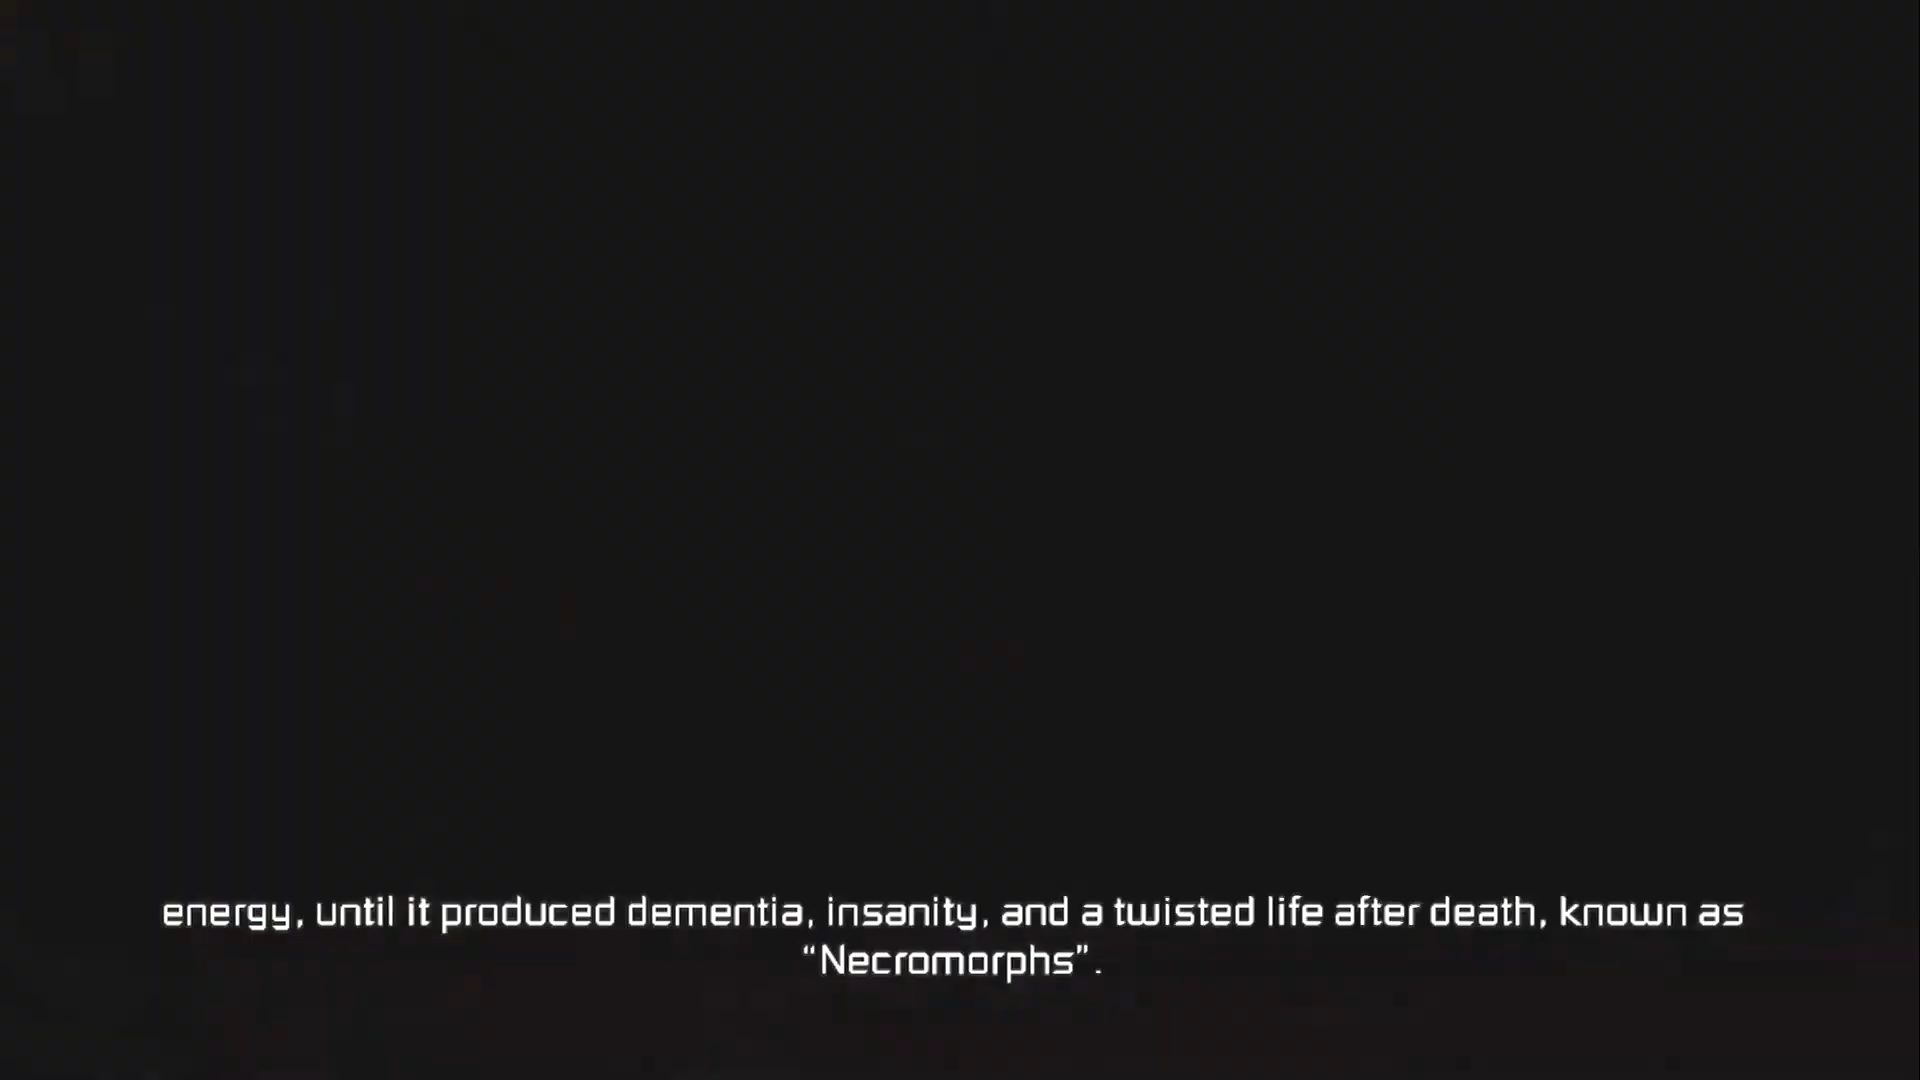 energy, until it produced dementia, insanity, and a twisted life after death, known as
“Necromorphs”.